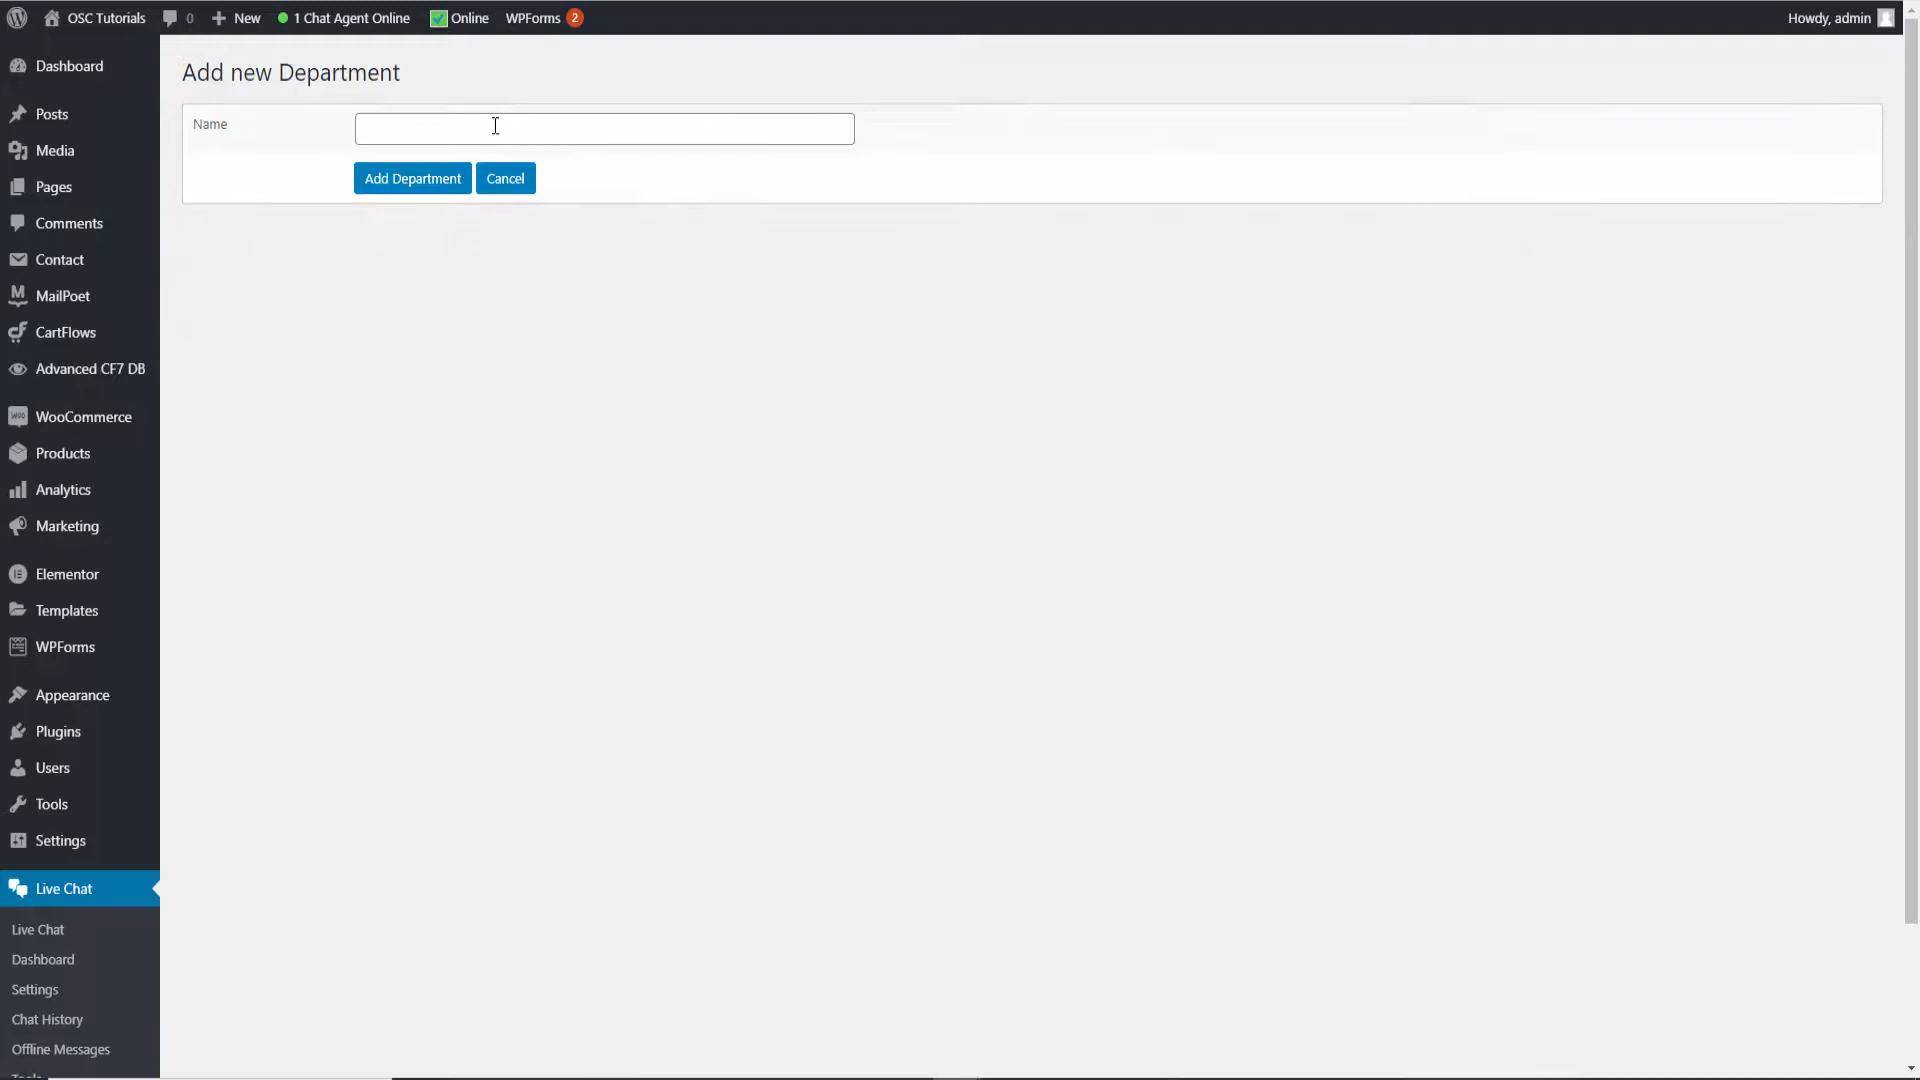 OSC Tutorials 0 New 1 Chat Agent Online Online WPForms 2 Howdy, admin
Dashboard
Posts
Media
Pages
Comments
Contact
MailPoet
CartFlows
Advanced CF7 DB
WooCommerce
Products
Analytics
Marketing
Elementor
Templates
WPForms
Appearance
Plugins
Users
Tools
Settings
Live Chat
Live Chat
Dashboard
Settings
Chat History
Offline Messages
Add new Department
Name
Add Department Cancel